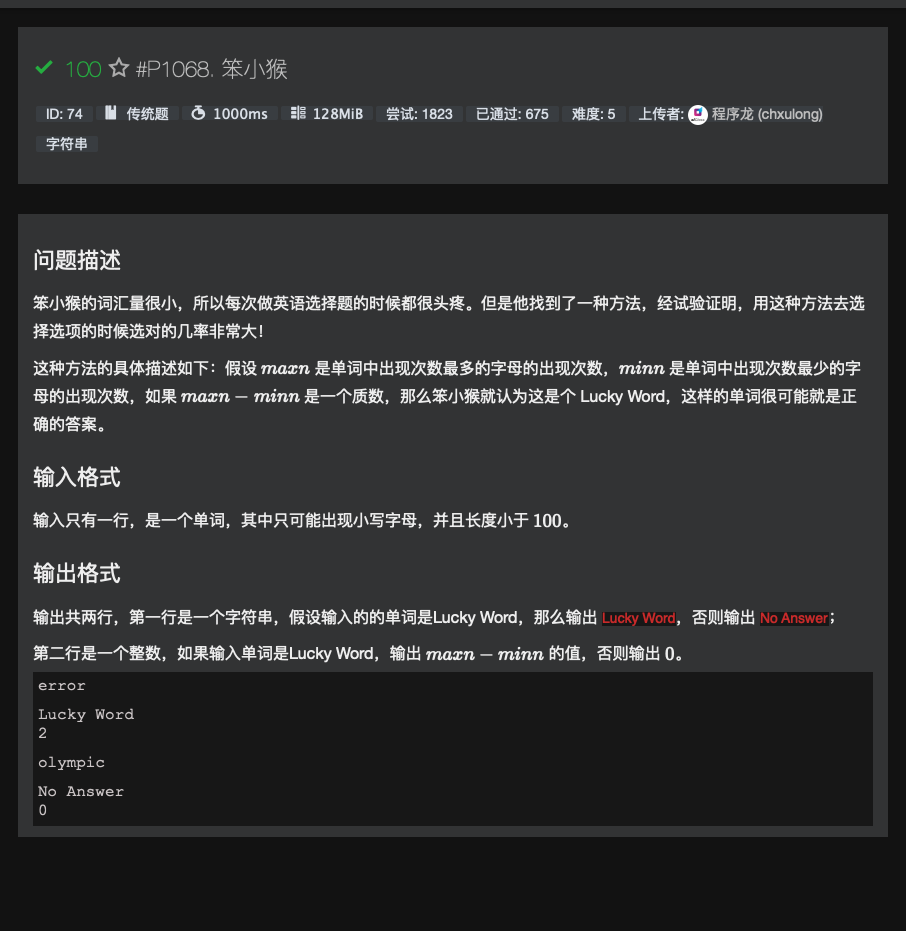 100 #P1068. 笨小猴
ID: 74 传统题 1000ms 128MiB 尝试: 1823 已通过: 675 难度: 5 上传者: 程序龙 (chxulong)
字符串
问题描述
笨小猴的词汇量很小，所以每次做英语选择题的时候都很头疼。但是他找到了一种方法，经试验证明，用这种方法去选
择选项的时候选对的几率非常大！
这种方法的具体描述如下：假设 maxn 是单词中出现次数最多的字母的出现次数，minn 是单词中出现次数最少的字
母的出现次数，如果 maxn − minn 是一个质数，那么笨小猴就认为这是个 Lucky Word，这样的单词很可能就是正
确的答案。
输入格式
输入只有一行，是一个单词，其中只可能出现小写字母，并且长度小于 100。
输出格式
输出共两行，第一行是一个字符串，假设输入的的单词是Lucky Word，那么输出 Lucky Word，否则输出 No Answer；
第二行是一个整数，如果输入单词是Lucky Word，输出 maxn − minn 的值，否则输出 0。
error
Lucky Word
2
olympic
No Answer
0